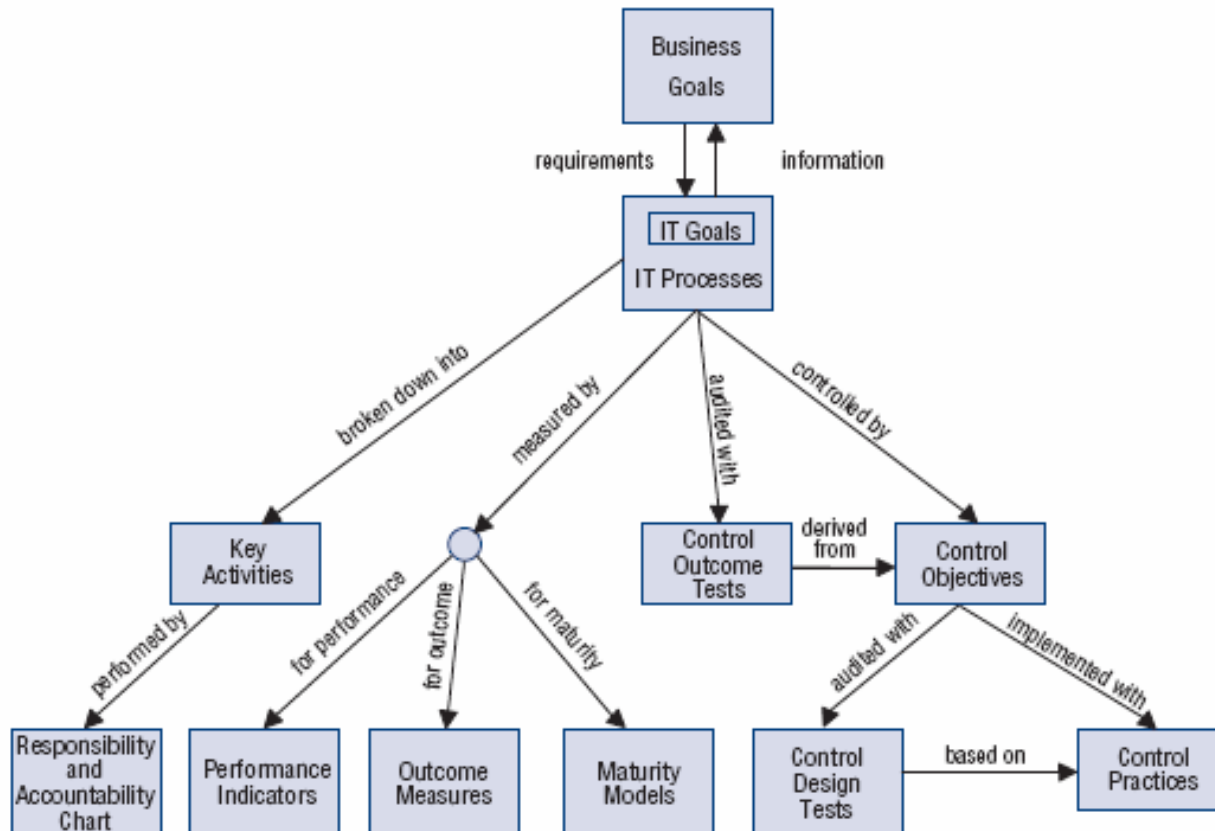 Business
Goals
requirements
information
IT Goals
IT Processes
broken down into
measured by
audited with
controlled by
Key
Activities
Control
Outcome
Tests
derived
from
Control
Objectives
performed by
for performance
for outcome
for maturity
audited with
implemented with
Responsibility
and
Accountability
Chart
Performance
Indicators
Outcome
Measures
Maturity
Models
Control
Design
Tests
based on
Control
Practices